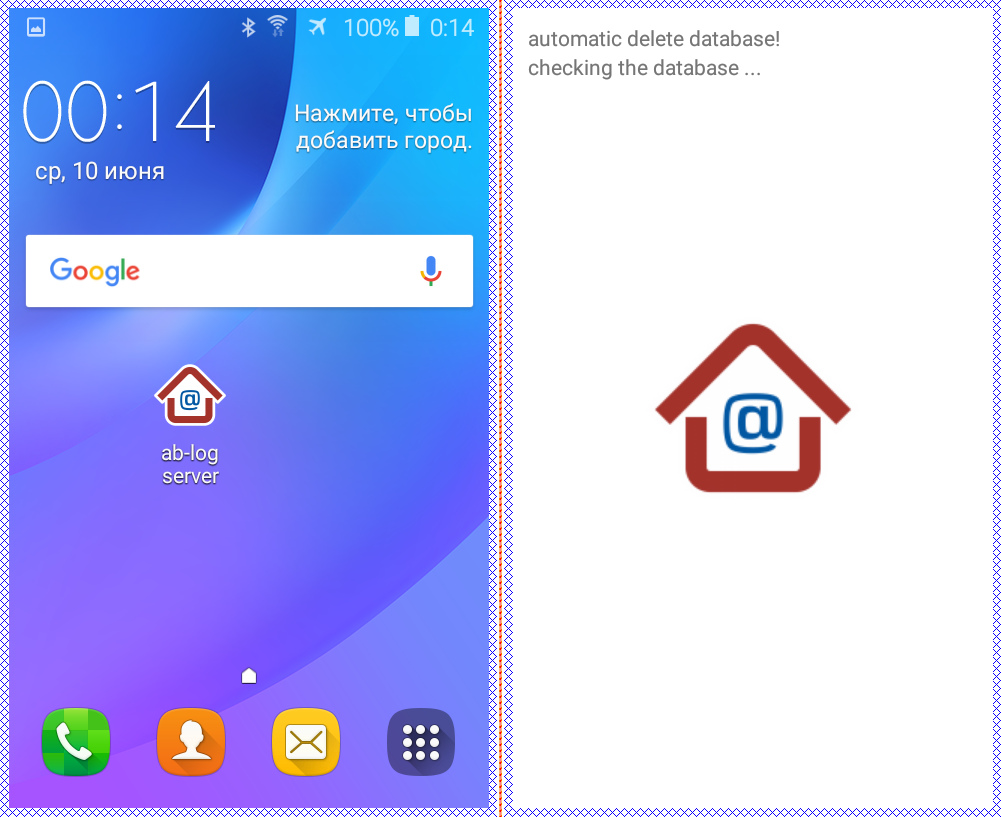 100% 0:14
00:14
Нажмите, чтобы
добавить город.
ср, 10 июня
Google
@
ab-log
server
automatic delete database!
checking the database ...
@